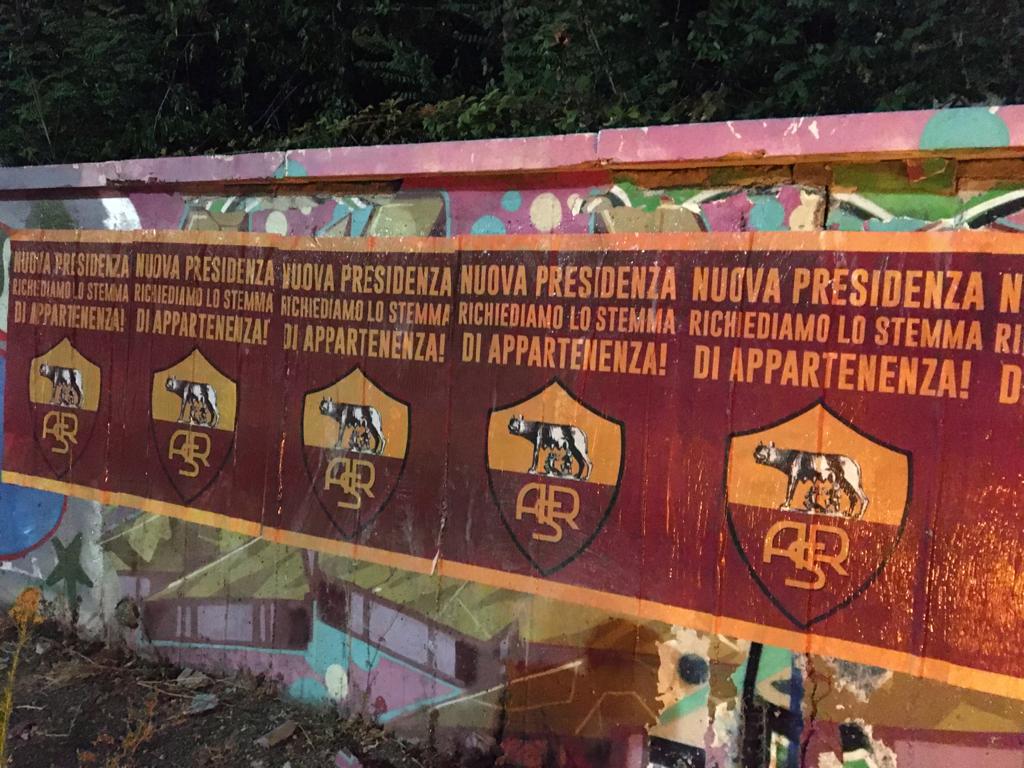 NUOVA PRESIDENZA
RICHIEDIAMO LO STEMMA
DI APPARTENENZA!
ASR
NUOVA PRESIDENZA
RICHIEDIAMO LO STEMMA
DI APPARTENENZA!
ASR
NUOVA PRESIDENZA
RICHIEDIAMO LO STEMMA
DI APPARTENENZA!
ASR
NUOVA PRESIDENZA
RICHIEDIAMO LO STEMMA
DI APPARTENENZA!
ASR
NUOVA PRESIDENZA
RICHIEDIAMO LO STEMMA
DI APPARTENENZA!
ASR
N
RI
D